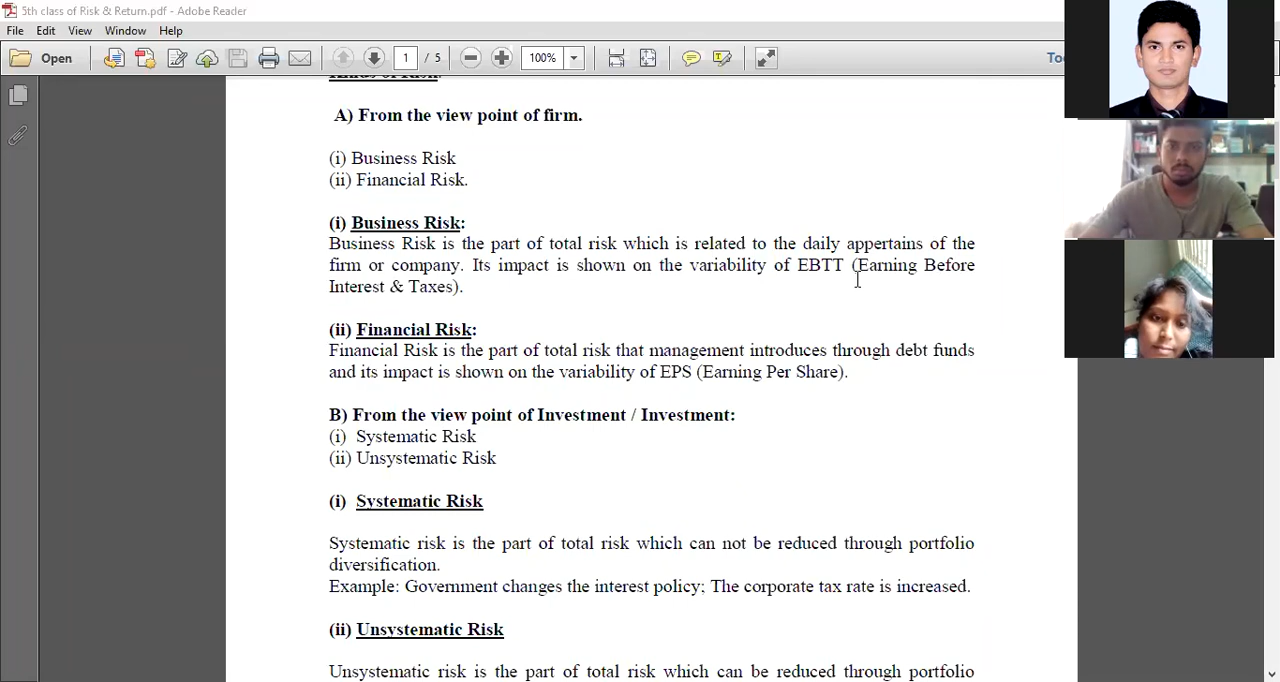 5th class of Risk & Return.pdf - Adobe Reader
File Edit View Window Help
Open 1 / 5 100%
Kinds of Risk:
A) From the view point of firm.
(i) Business Risk
(ii) Financial Risk.
(i) Business Risk:
Business Risk is the part of total risk which is related to the daily appertains of the
firm or company. Its impact is shown on the variability of EBTT (Earning Before
Interest & Taxes).
(ii) Financial Risk:
Financial Risk is the part of total risk that management introduces through debt funds
and its impact is shown on the variability of EPS (Earning Per Share).
B) From the view point of Investment / Investment:
(i) Systematic Risk
(ii) Unsystematic Risk
(i) Systematic Risk
Systematic risk is the part of total risk which can not be reduced through portfolio
diversification.
Example: Government changes the interest policy; The corporate tax rate is increased.
(ii) Unsystematic Risk
Unsystematic risk is the part of total risk which can be reduced through portfolio